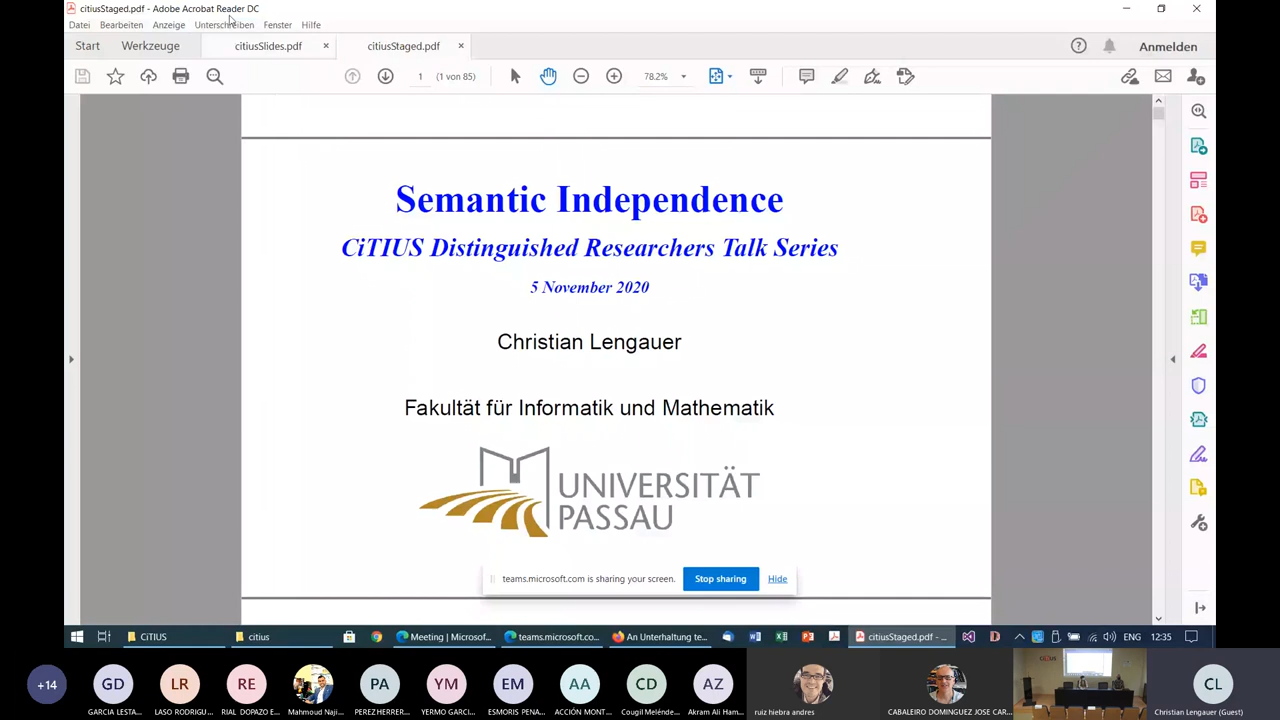 citiusStaged.pdf - Adobe Acrobat Reader DC
Datei Bearbeiten Anzeige Unterschreiben Fenster Hilfe
Start Werkzeuge citiusSlides.pdf × citiusStaged.pdf × Anmelden
1 (1 von 85) 78.2%
Semantic Independence
CiTIUS Distinguished Researchers Talk Series
5 November 2020
Christian Lengauer
Fakultät für Informatik und Mathematik
UNIVERSITÄT
PASSAU
teams.microsoft.com is sharing your screen. Stop sharing Hide
CiTIUS citius Meeting | Microsof... teams.microsoft.co... An Unterhaltung te... citiusStaged.pdf - ... ENG 12:35
+14 GD LR RE PA YM EM AA CD AZ CL
GARCIA LESTA... LASO RODRIGU... RIAL DOPAZO E... Mahmoud Naji... PEREZ HERRER... YERMO GARCI... ESMORIS PENA... ACCIÓN MONT... Cougil Melénde... Akram Ali Ham... ruiz hiebra andres CABALEIRO DOMINGUEZ JOSE CAR... Christian Lengauer (Guest)